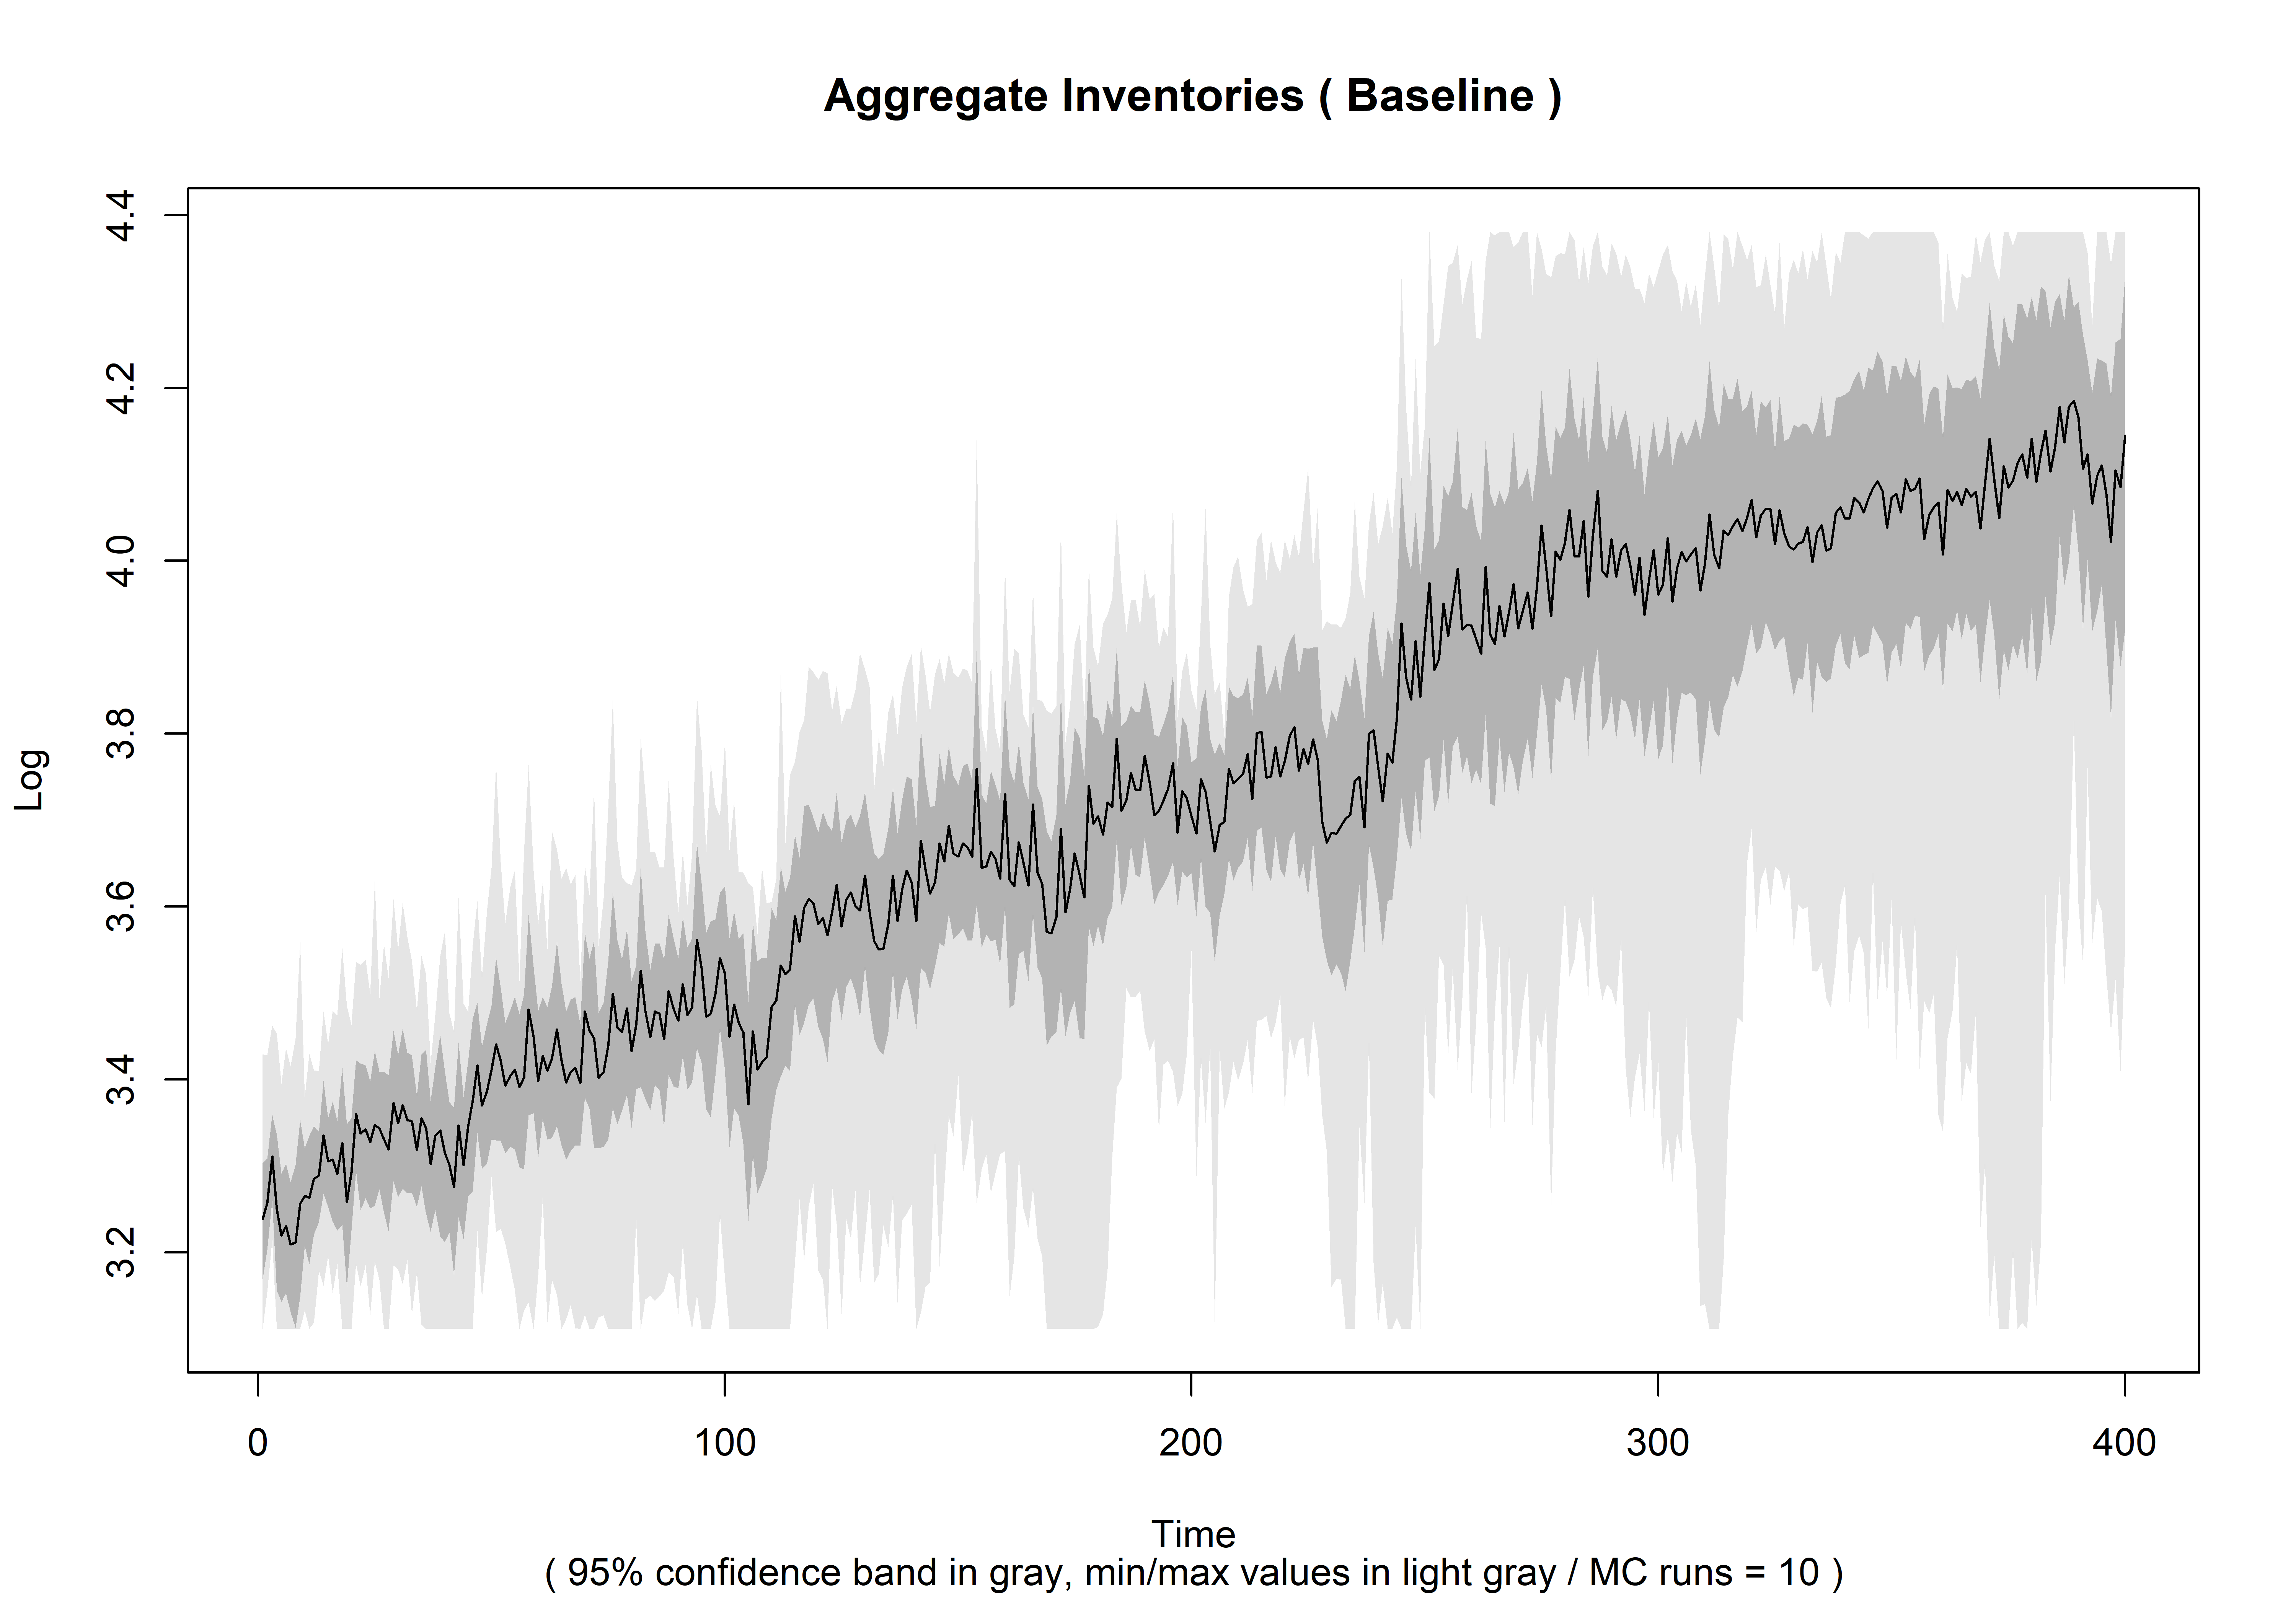 Aggregate Inventories ( Baseline )
4.4
4.2
4.0
3.8
3.6
3.4
3.2
Log
0 100 200 300 400
Time
( 95% confidence band in gray, min/max values in light gray / MC runs = 10 )